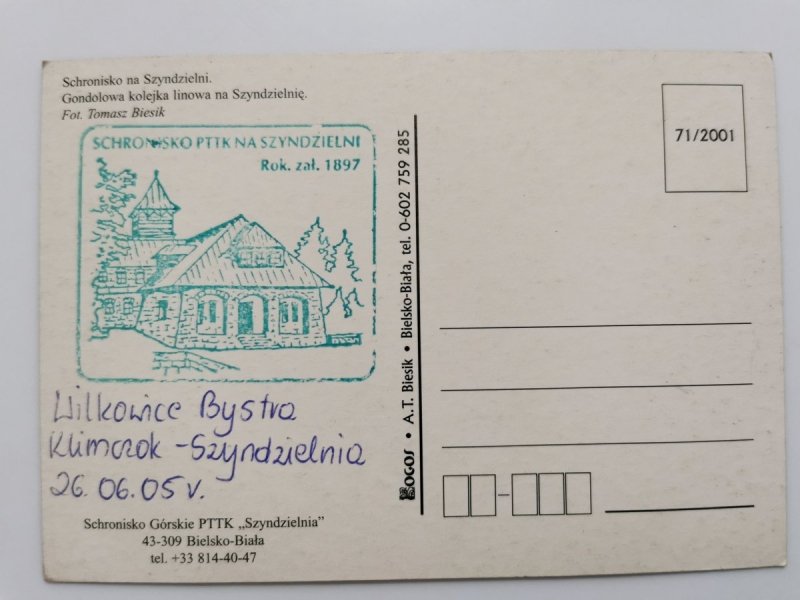 Schronisko na Szyndzielni.
Gondolowa kolejka linowa na Szyndzielnię.
Fot. Tomasz Biesik
SCHRONISKO PTTK NA SZYNDZIELNI
Rok. zał. 1897
Wilkowice Bystra
Klimczok - Szyndzielnia
26.06.05r.
Schronisko Górskie PTTK „Szyndzielnia”
43-309 Bielsko-Biała
tel. +33 814-40-47
ROGOS • A.T. Biesik • Bielsko-Biała, tel. 0-602 759 285
71/2001